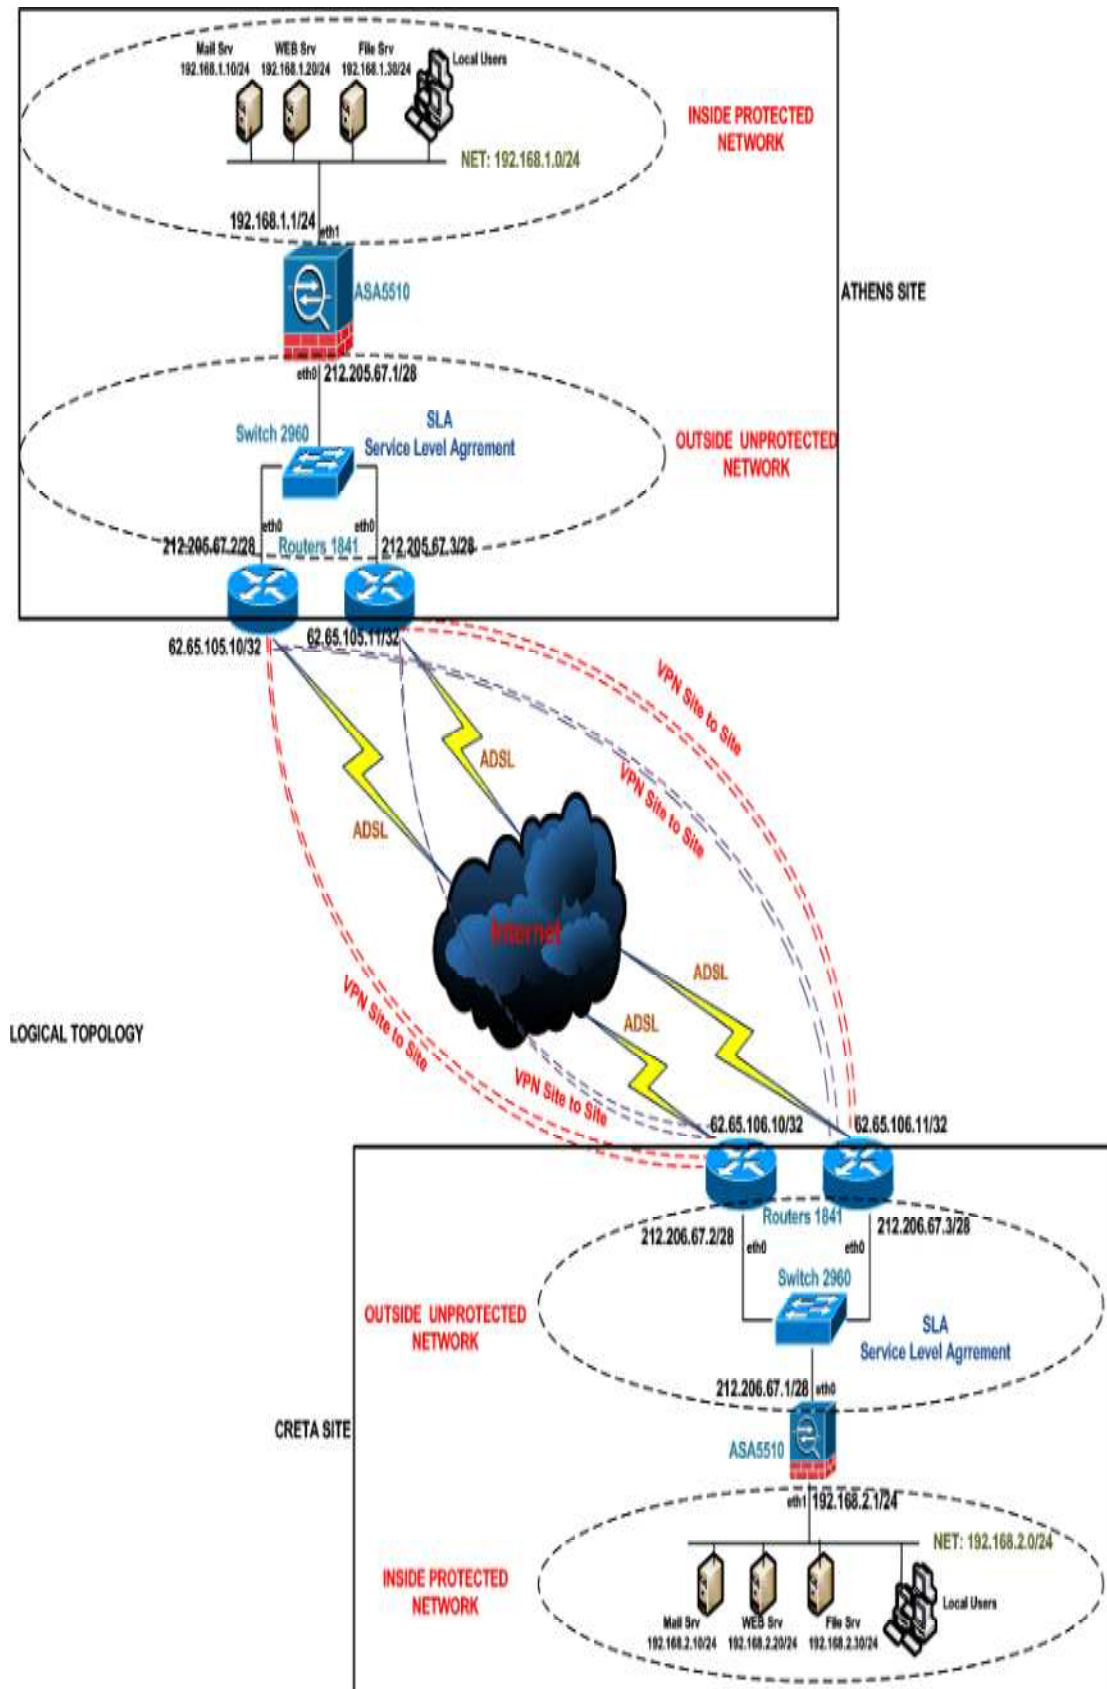 Mail Srv
192.168.1.10/24
WEB Srv
192.168.1.20/24
File Srv
192.168.1.30/24
Local Users
INSIDE PROTECTED
NETWORK
NET: 192.168.1.0/24
192.168.1.1/24
eth1
ASA5510
ATHENS SITE
eth0
212.205.67.1/28
Switch 2960
SLA
Service Level Agrrement
OUTSIDE UNPROTECTED
NETWORK
eth0
eth0
212.205.67.2/28
Routers 1841
212.205.67.3/28
62.65.105.10/32
62.65.105.11/32
VPN Site to Site
VPN Site to Site
ADSL
ADSL
Internet
ADSL
ADSL
VPN Site to Site
VPN Site to Site
LOGICAL TOPOLOGY
62.65.106.10/32
62.65.106.11/32
212.206.67.2/28
Routers 1841
212.206.67.3/28
eth0
eth0
Switch 2960
OUTSIDE UNPROTECTED
NETWORK
SLA
Service Level Agrrement
212.206.67.1/28
eth0
CRETA SITE
ASA5510
eth1
192.168.2.1/24
NET: 192.168.2.0/24
INSIDE PROTECTED
NETWORK
Local Users
Mail Srv
192.168.2.10/24
WEB Srv
192.168.2.20/24
File Srv
192.168.2.30/24